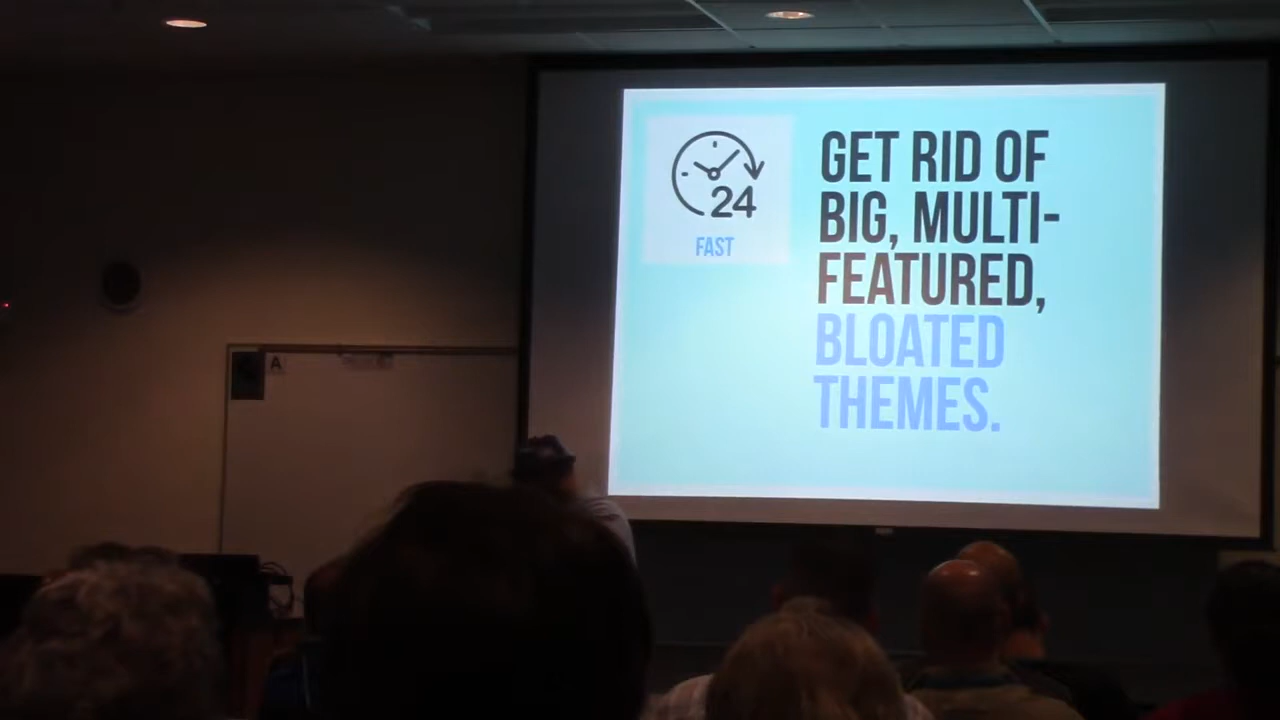 24
FAST
GET RID OF
BIG, MULTI-
FEATURED,
BLOATED
THEMES.
A